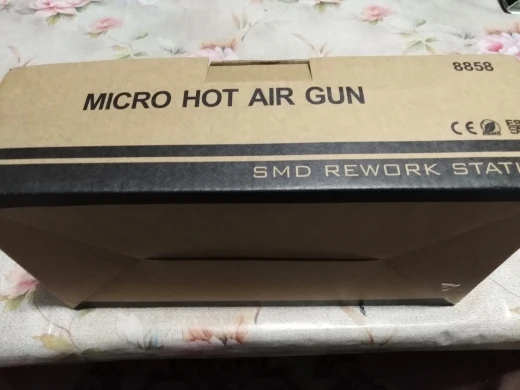 8858
MICRO HOT AIR GUN
CE
SMD REWORK STATI